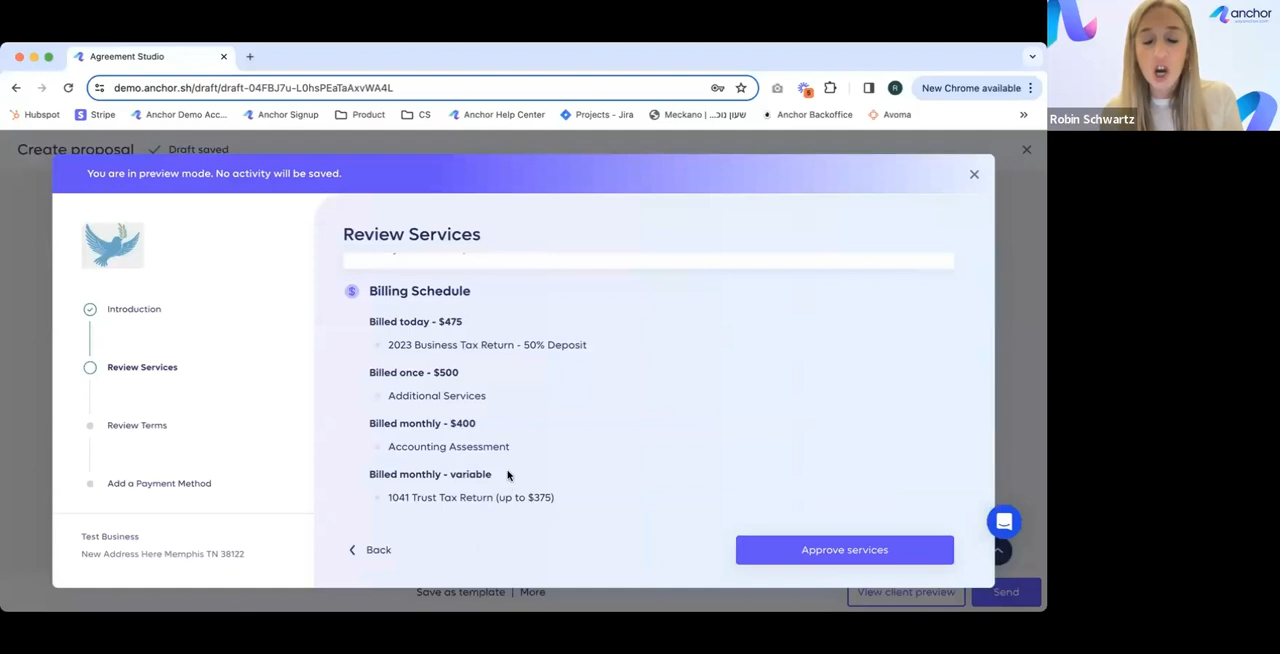 Agreement Studio
demo.anchor.sh/draft/draft-04FBJ7u-L0hsPEaTaAxvWA4L
New Chrome available
Hubspot
Stripe
Anchor Demo Acc...
Anchor Signup
Product
CS
Anchor Help Center
Projects - Jira
Meckano | ...שעון נוכ
Anchor Backoffice
Avoma
Create proposal
Draft saved
You are in preview mode. No activity will be saved.
Introduction
Review Services
Review Terms
Add a Payment Method
Test Business
New Address Here Memphis TN 38122
Review Services
$ Billing Schedule
Billed today - $475
2023 Business Tax Return - 50% Deposit
Billed once - $500
Additional Services
Billed monthly - $400
Accounting Assessment
Billed monthly - variable
1041 Trust Tax Return (up to $375)
Back
Approve services
Save as template | More
View client preview
Send
anchor
Robin Schwartz